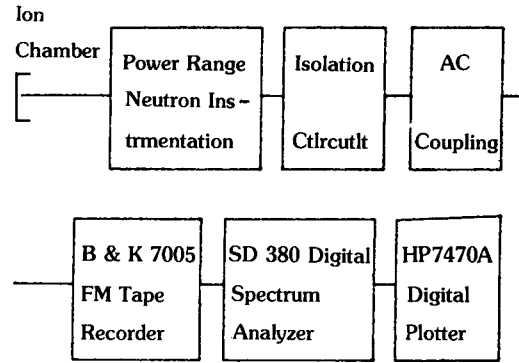 Ion
Chamber
Power Range
Neutron Ins-
trmentation
Isolation
Ctlrcutlt
AC
Coupling
B & K 7005
FM Tape
Recorder
SD 380 Digital
Spectrum
Analyzer
HP7470A
Digital
Plotter